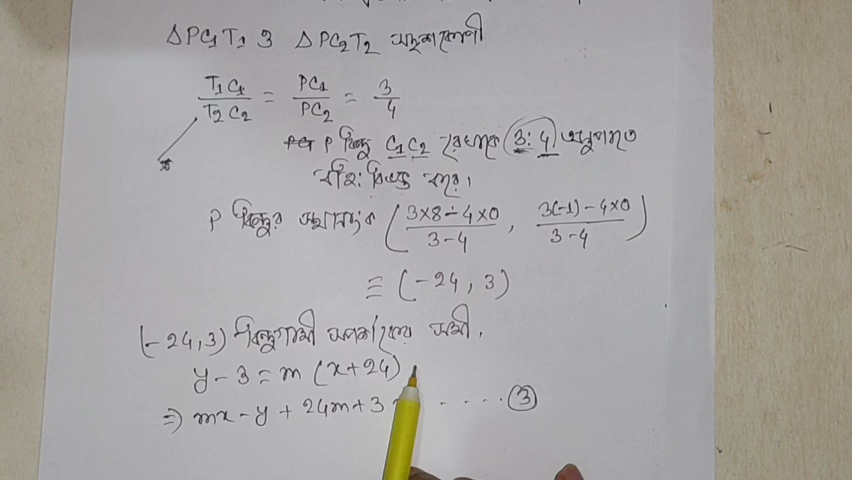 ΔPC₁T₁ ও ΔPC₂T₂ সদৃশকোণী
T₁C₁/T₂C₂ = PC₁/PC₂ = 3/4
P বিন্দু C₁C₂ রেখাকে 3:4 অনুপাতে
বহিঃ বিভক্ত করে।
P বিন্দুর স্থানাংক ((3×8-4×0)/(3-4), (3(-1)-4×0)/(3-4))
≡ (-24, 3)
(-24,3) বিন্দুগামী স্পর্শকের সমী.
y - 3 = m (x+24)
⇒ mx - y + 24m + 3 ..... ③